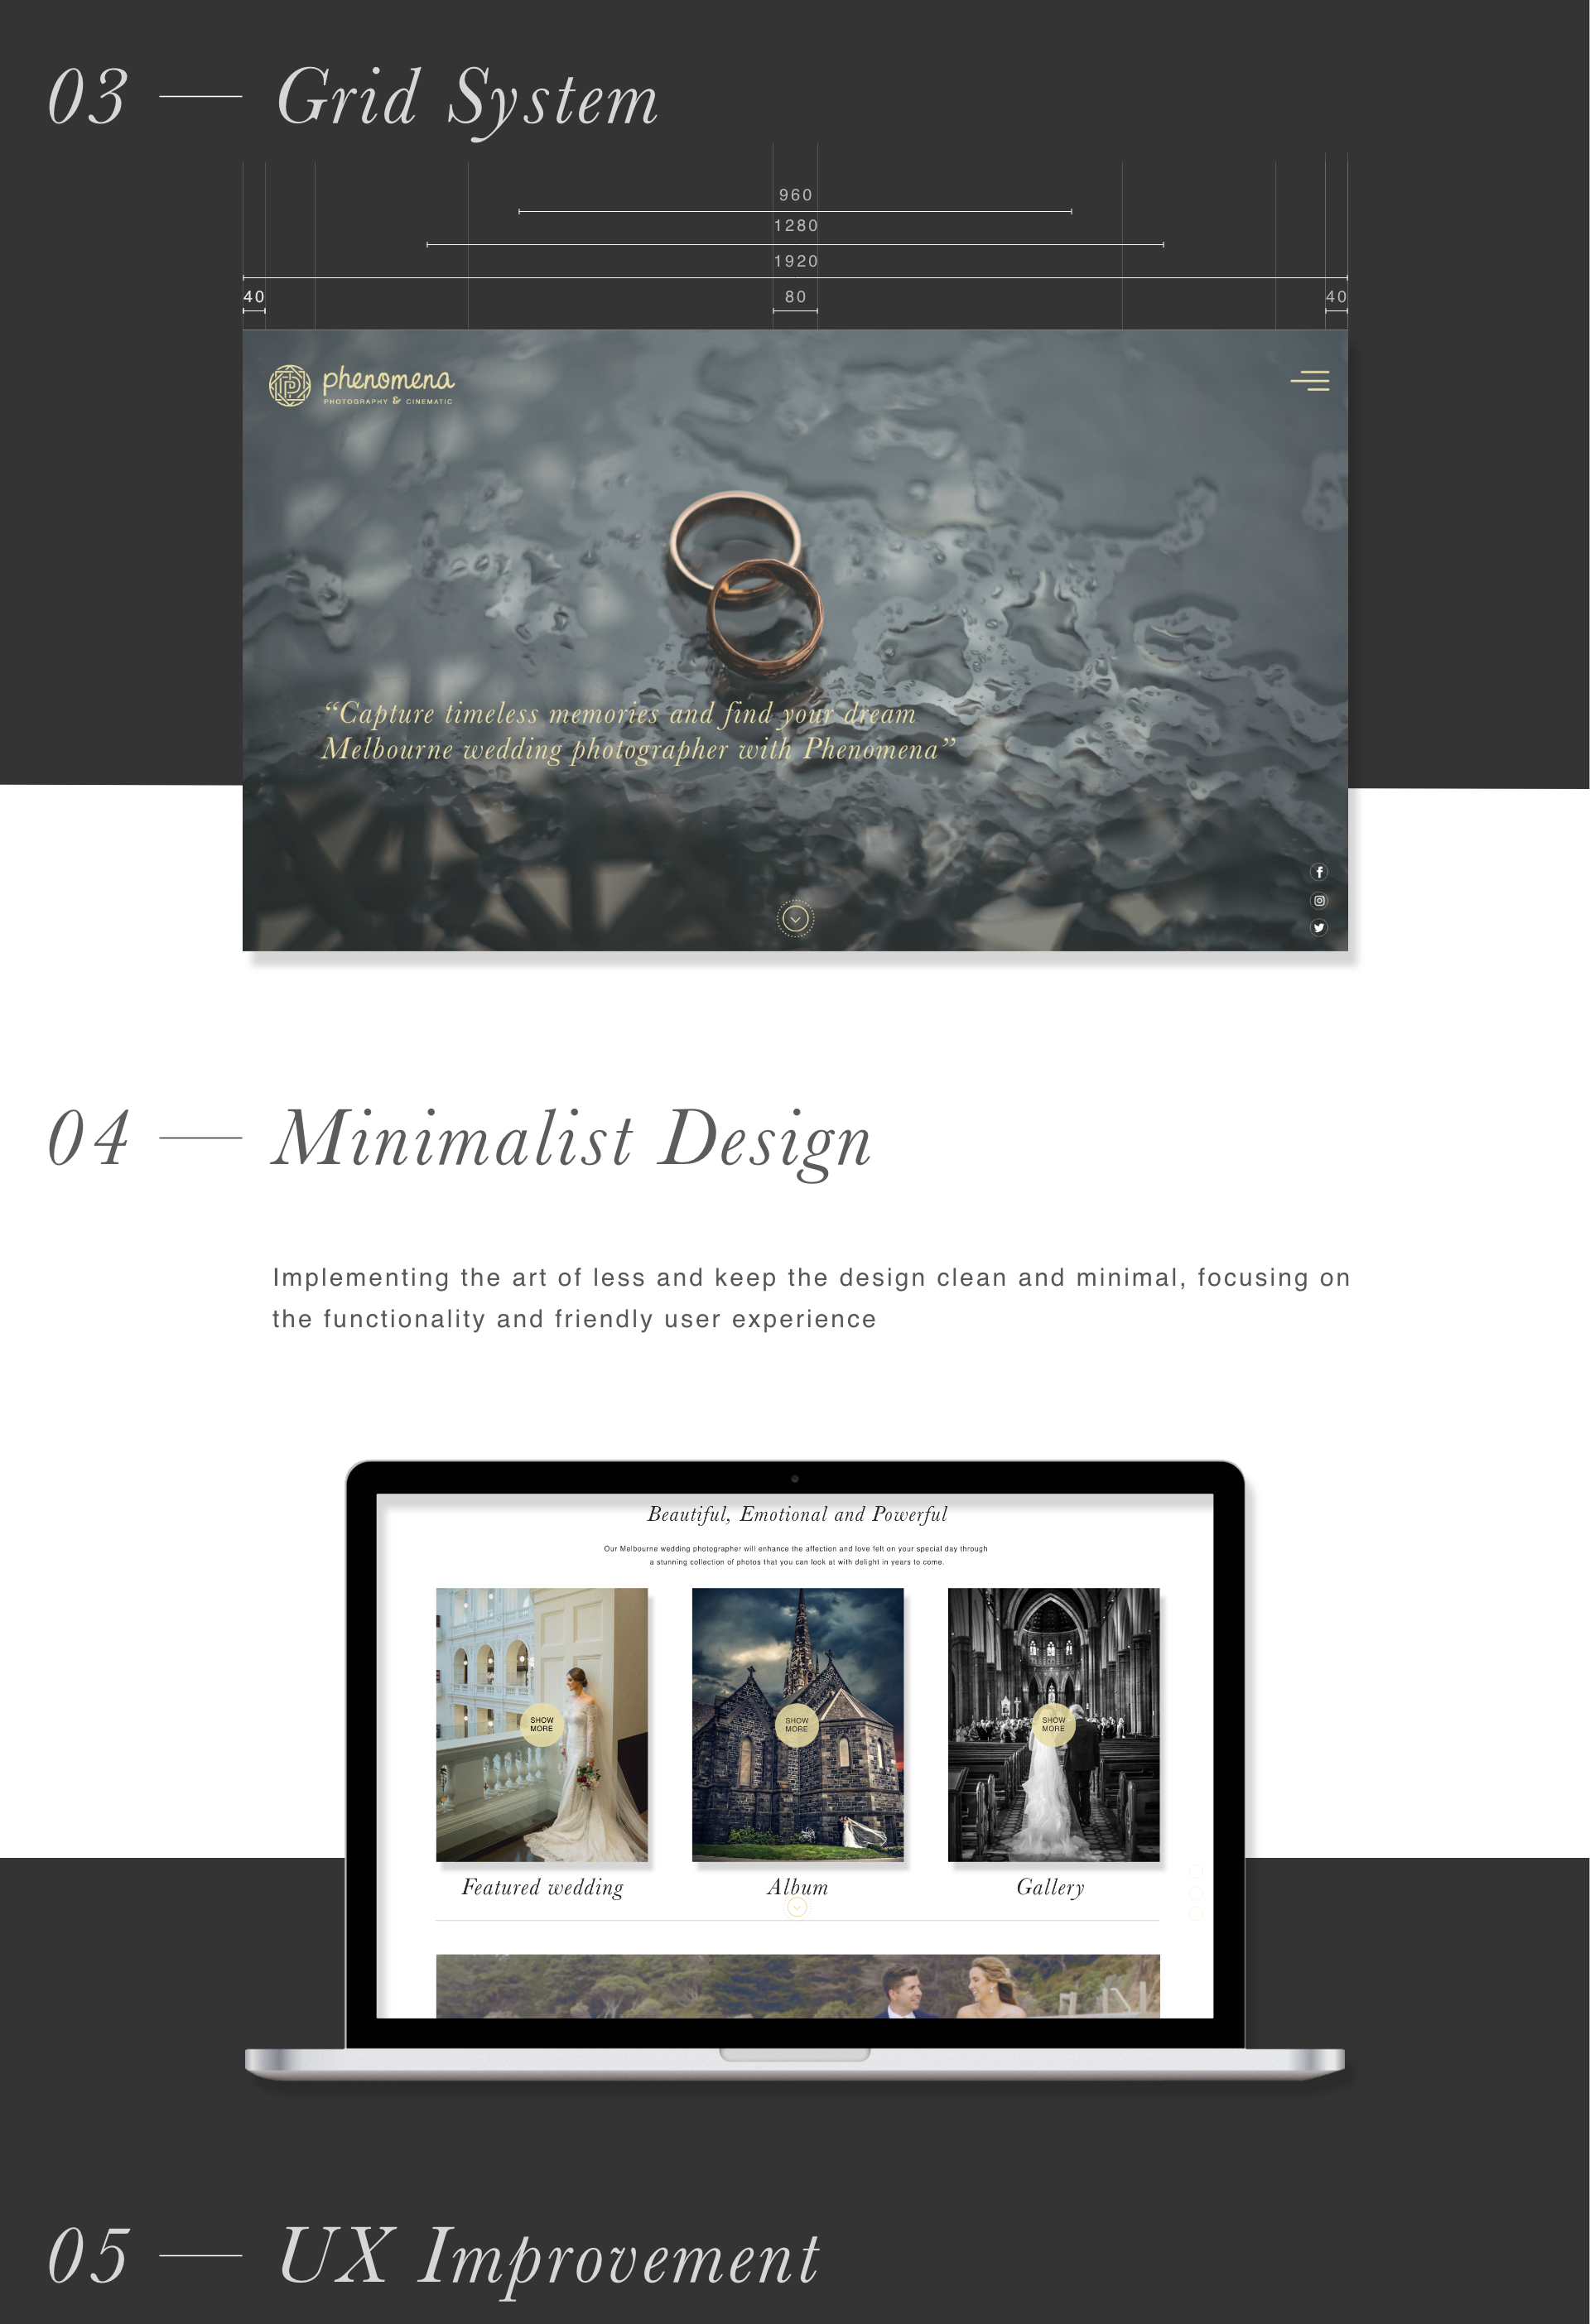 03 — Grid System
960
1280
1920
40 80 40
phenomena
PHOTOGRAPHY & CINEMATIC
“Capture timeless memories and find your dream
Melbourne wedding photographer with Phenomena”
04 — Minimalist Design
Implementing the art of less and keep the design clean and minimal, focusing on
the functionality and friendly user experience
Beautiful, Emotional and Powerful
Our Melbourne wedding photographer will enhance the affection and love felt on your special day through
a stunning collection of photos that you can look at with delight in years to come.
SHOW
MORE
SHOW
MORE
SHOW
MORE
Featured wedding
Album
Gallery
05 — UX Improvement